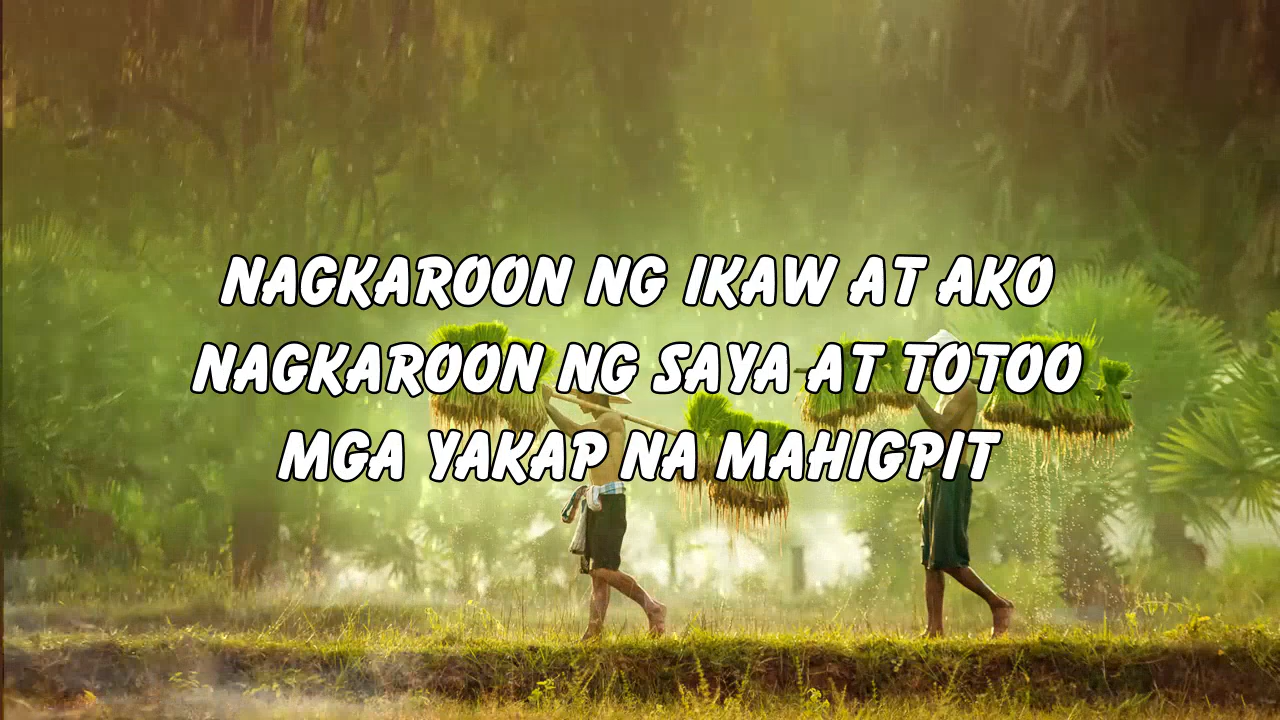 NAGKAROON NG IKAW AT AKO
NAGKAROON NG SAYA AT TOTOO
MGA YAKAP NA MAHIGPIT